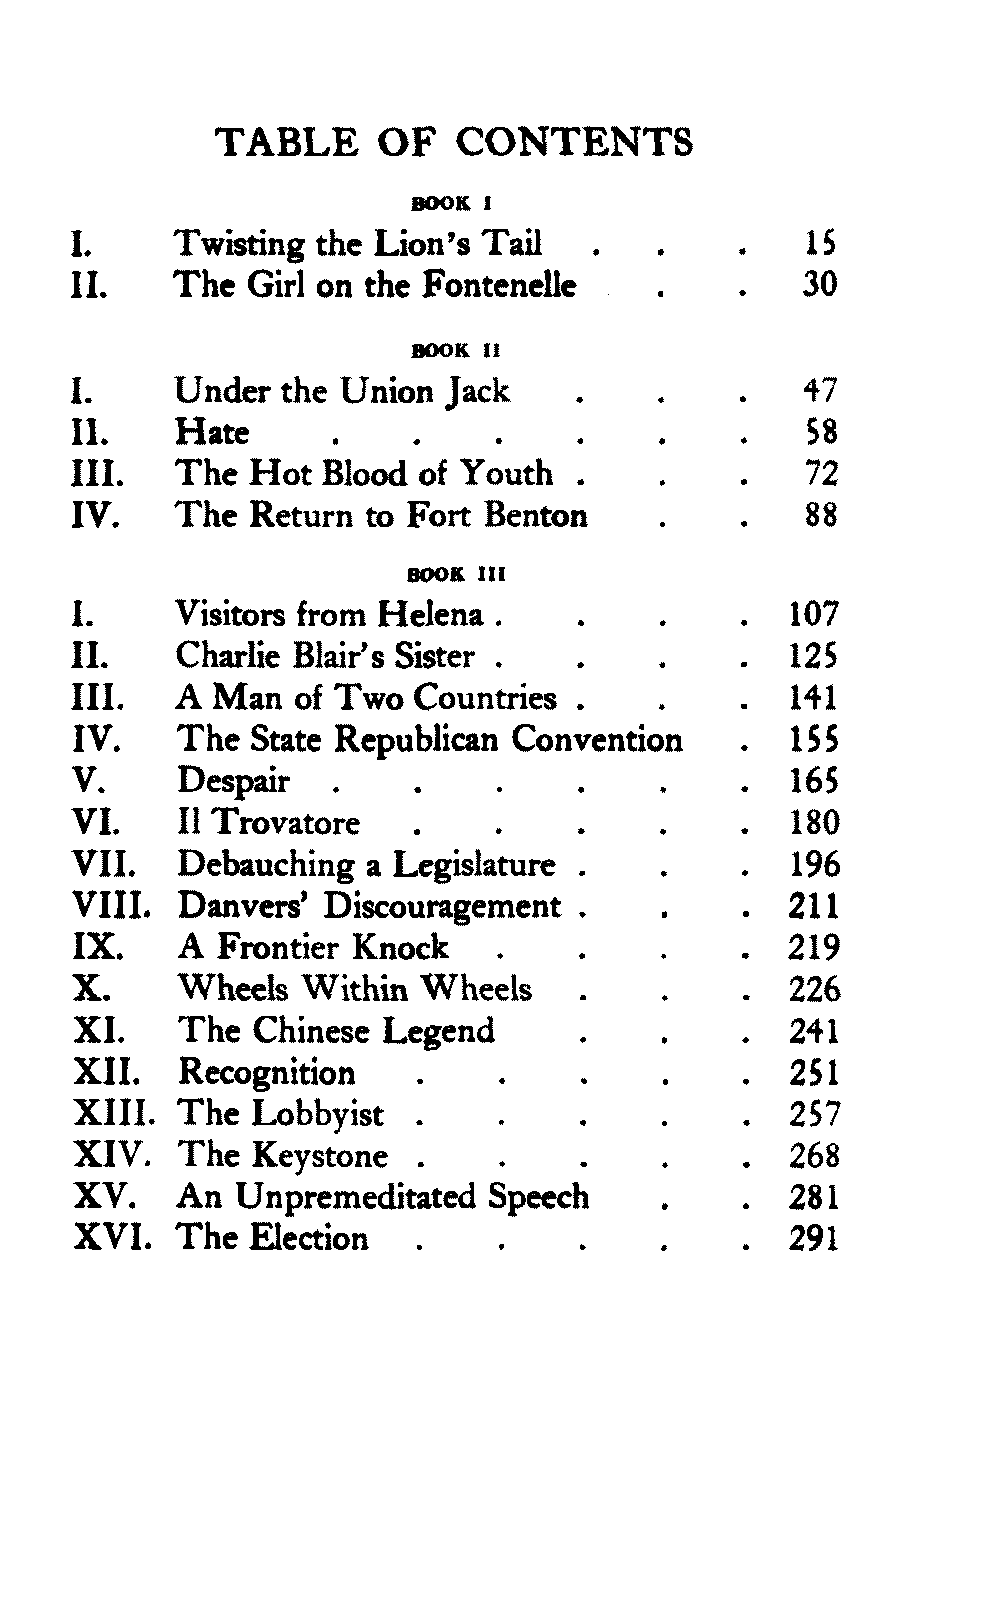 TABLE OF CONTENTS
BOOK I
I. Twisting the Lion's Tail . . . 15
II. The Girl on the Fontenelle . . 30
BOOK II
I. Under the Union Jack . . . 47
II. Hate . . . . . . 58
III. The Hot Blood of Youth . . . 72
IV. The Return to Fort Benton . . 88
BOOK III
I. Visitors from Helena . . . . 107
II. Charlie Blair's Sister . . . . 125
III. A Man of Two Countries . . . 141
IV. The State Republican Convention . 155
V. Despair . . . . . . 165
VI. Il Trovatore . . . . . 180
VII. Debauching a Legislature . . . 196
VIII. Danvers' Discouragement . . . 211
IX. A Frontier Knock . . . . 219
X. Wheels Within Wheels . . . 226
XI. The Chinese Legend . . . 241
XII. Recognition . . . . . 251
XIII. The Lobbyist . . . . . 257
XIV. The Keystone . . . . . 268
XV. An Unpremeditated Speech . . 281
XVI. The Election . . . . . 291